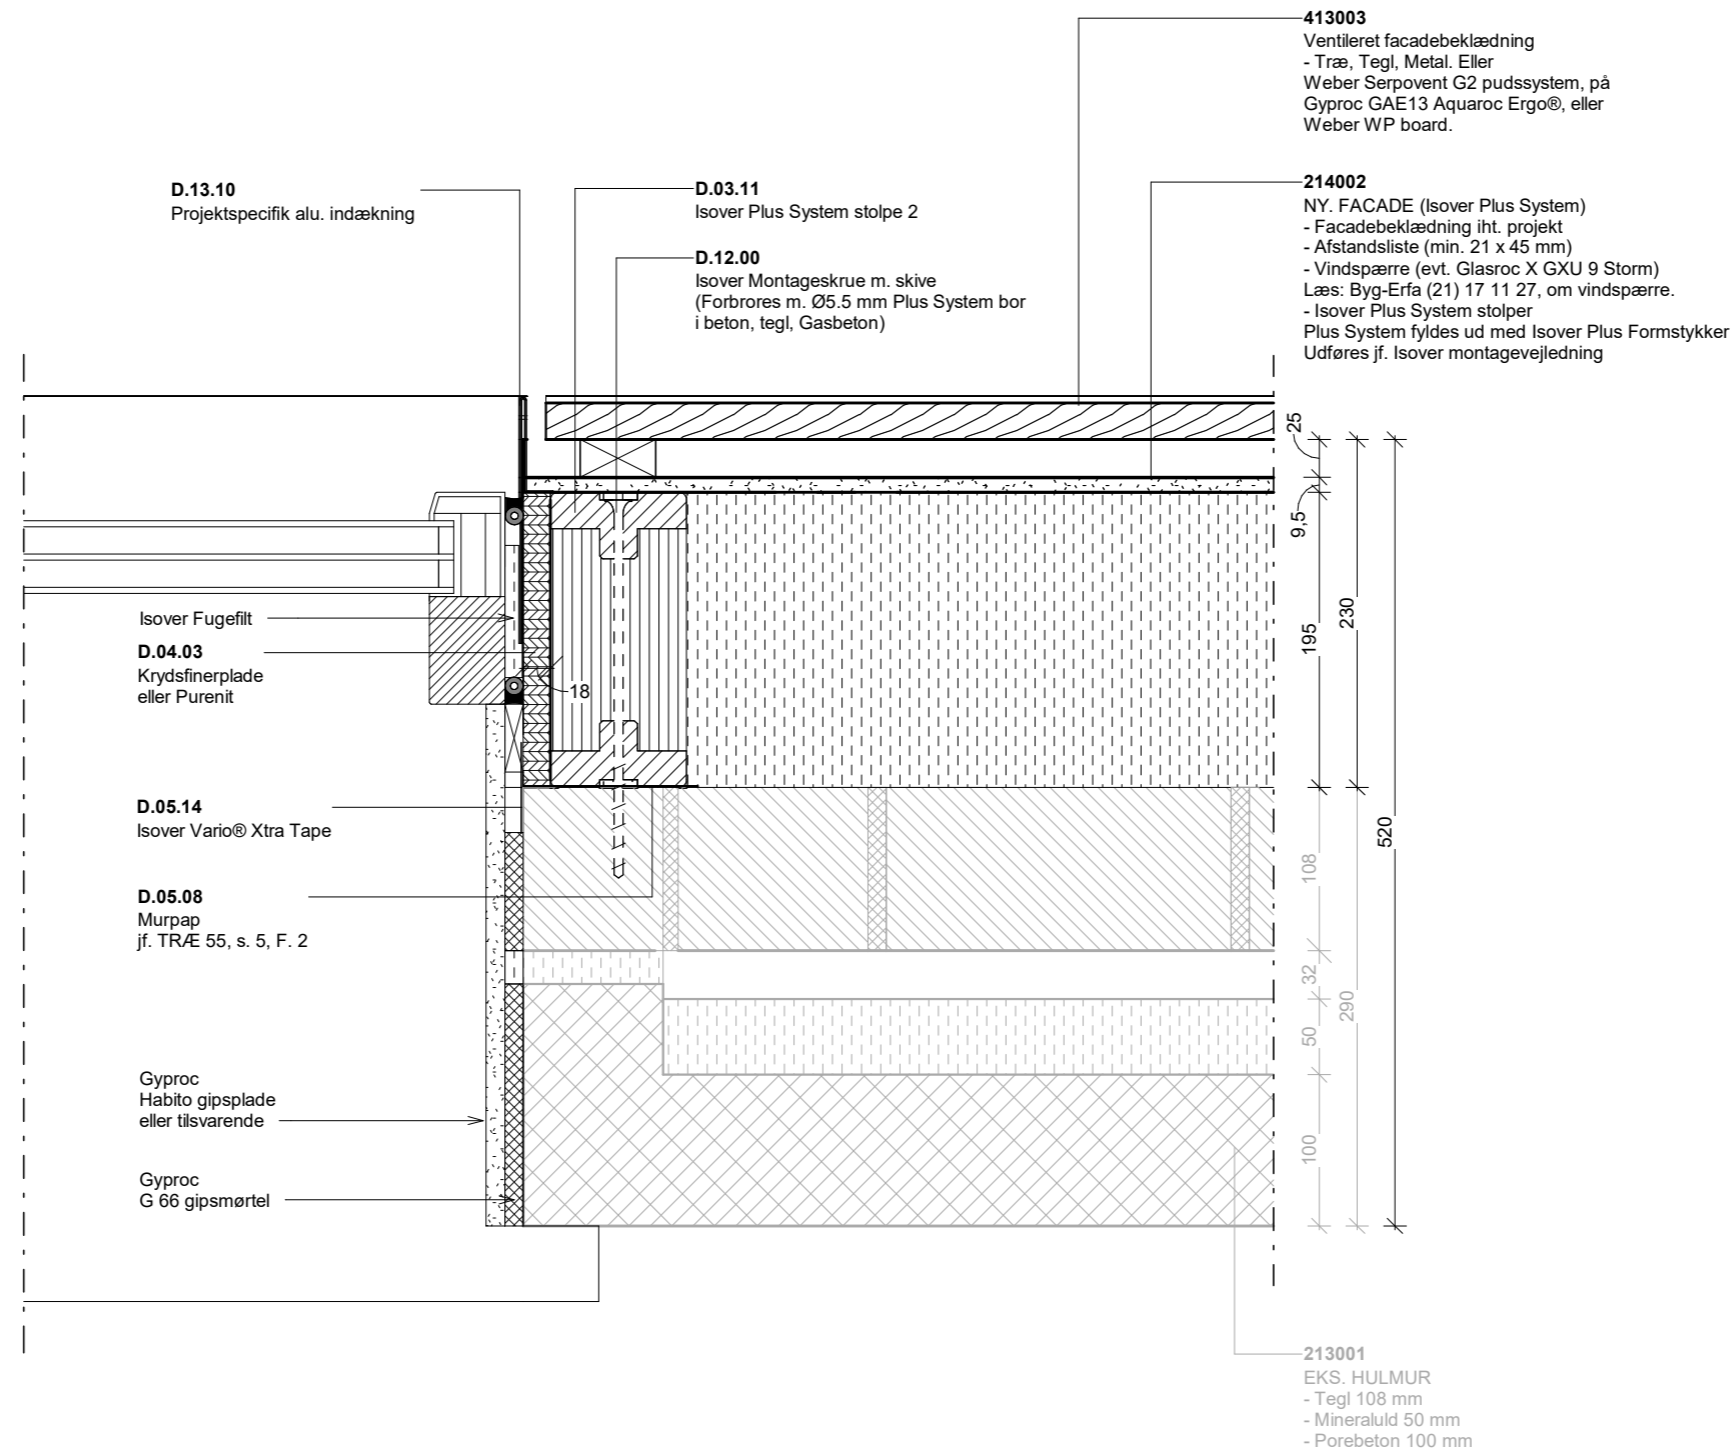 413003
Ventileret facadebeklædning
- Træ, Tegl, Metal. Eller
Weber Serpovent G2 pudssystem, på
Gyproc GAE13 Aquaroc Ergo®, eller
Weber WP board.
D.13.10
Projektspecifik alu. indækning
D.03.11
Isover Plus System stolpe 2
D.12.00
Isover Montageskrue m. skive
(Forbrores m. Ø5.5 mm Plus System bor
i beton, tegl, Gasbeton)
214002
NY. FACADE (Isover Plus System)
- Facadebeklædning iht. projekt
- Afstandsliste (min. 21 x 45 mm)
- Vindspærre (evt. Glasroc X GXU 9 Storm)
Læs: Byg-Erfa (21) 17 11 27, om vindspærre.
- Isover Plus System stolper
Plus System fyldes ud med Isover Plus Formstykker
Udføres jf. Isover montagevejledning
25
9,5
195
230
520
Isover Fugefilt
D.04.03
Krydsfinerplade
eller Purenit
18
D.05.14
Isover Vario® Xtra Tape
D.05.08
Murpap
jf. TRÆ 55, s. 5, F. 2
108
32
50
290
100
Gyproc
Habito gipsplade
eller tilsvarende
Gyproc
G 66 gipsmørtel
213001
EKS. HULMUR
- Tegl 108 mm
- Mineraluld 50 mm
- Porebeton 100 mm